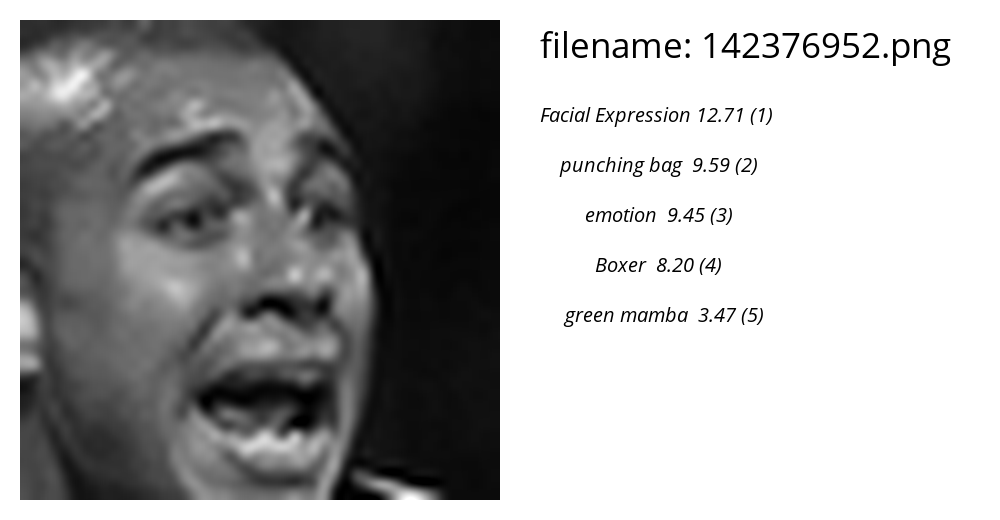 filename: 142376952.png
Facial Expression 12.71 (1)
punching bag 9.59 (2)
emotion 9.45 (3)
Boxer 8.20 (4)
green mamba 3.47 (5)